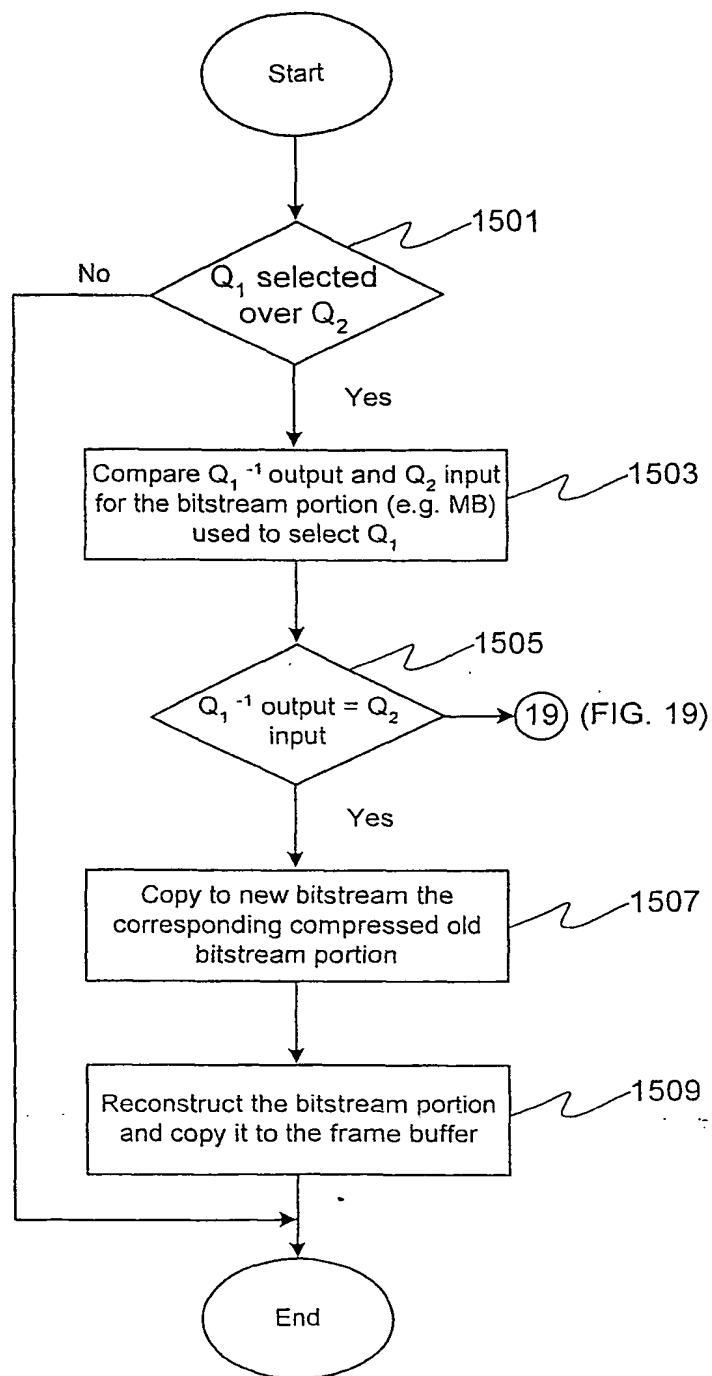 Start
1501
No
Q₁ selected
over Q₂
Yes
Compare Q₁⁻¹ output and Q₂ input
for the bitstream portion (e.g. MB)
used to select Q₁
1503
1505
Q₁⁻¹ output = Q₂
input
19 (FIG. 19)
Yes
Copy to new bitstream the
corresponding compressed old
bitstream portion
1507
Reconstruct the bitstream portion
and copy it to the frame buffer
1509
End